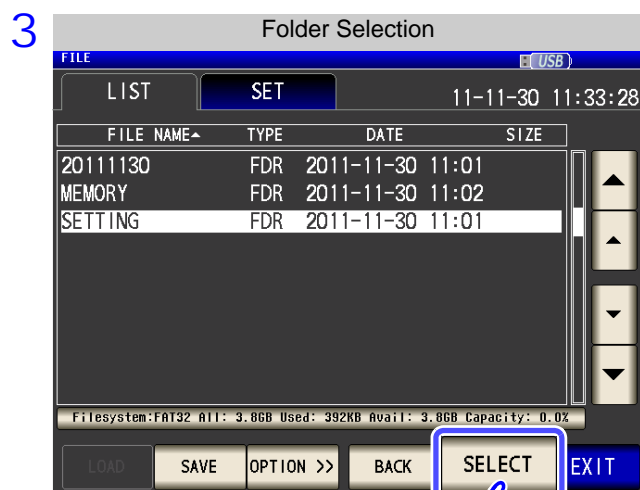 3
Folder Selection
FILE USB
LIST SET 11-11-30 11:33:28
FILE NAME▲ TYPE DATE SIZE
20111130 FDR 2011-11-30 11:01
MEMORY FDR 2011-11-30 11:02
SETTING FDR 2011-11-30 11:01
Filesystem:FAT32 All: 3.8GB Used: 392KB Avail: 3.8GB Capacity: 0.0%
LOAD SAVE OPTION >> BACK SELECT EXIT